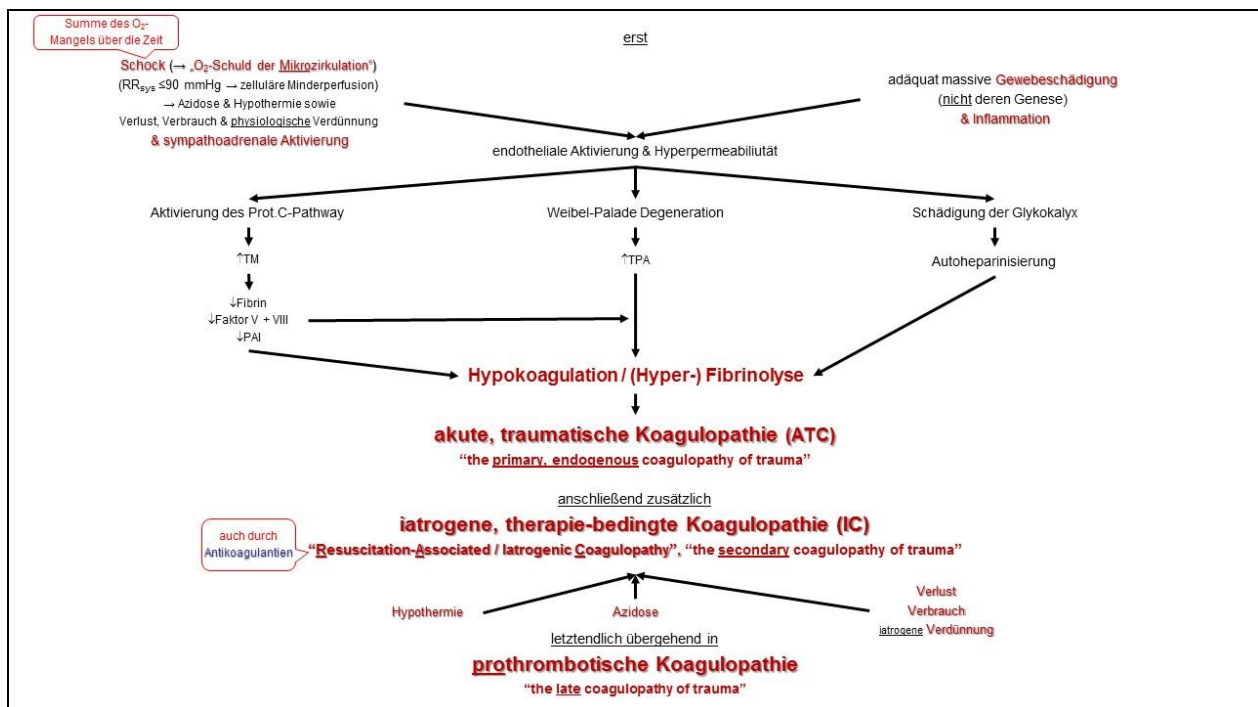 Summe des O₂-
Mangels über die Zeit
erst
Schock (→ „O₂-Schuld der Mikrozirkulation“)
(RRsys ≤90 mmHg → zelluläre Minderperfusion)
→ Azidose & Hypothermie sowie
Verlust, Verbrauch & physiologische Verdünnung
& sympathoadrenale Aktivierung
adäquat massive Gewebeschädigung
(nicht deren Genese)
& Inflammation
endotheliale Aktivierung & Hyperpermeabiliutät
Aktivierung des Prot.C-Pathway
Weibel-Palade Degeneration
Schädigung der Glykokalyx
↑TM
↑TPA
Autoheparinisierung
↓Fibrin
↓Faktor V + VIII
↓PAI
Hypokoagulation / (Hyper-) Fibrinolyse
akute, traumatische Koagulopathie (ATC)
“the primary, endogenous coagulopathy of trauma”
anschließend zusätzlich
iatrogene, therapie-bedingte Koagulopathie (IC)
auch durch
Antikoagulantien
“Resuscitation-Associated / Iatrogenic Coagulopathy”, “the secondary coagulopathy of trauma”
Hypothermie
Azidose
Verlust
Verbrauch
iatrogene Verdünnung
letztendlich übergehend in
prothrombotische Koagulopathie
“the late coagulopathy of trauma”